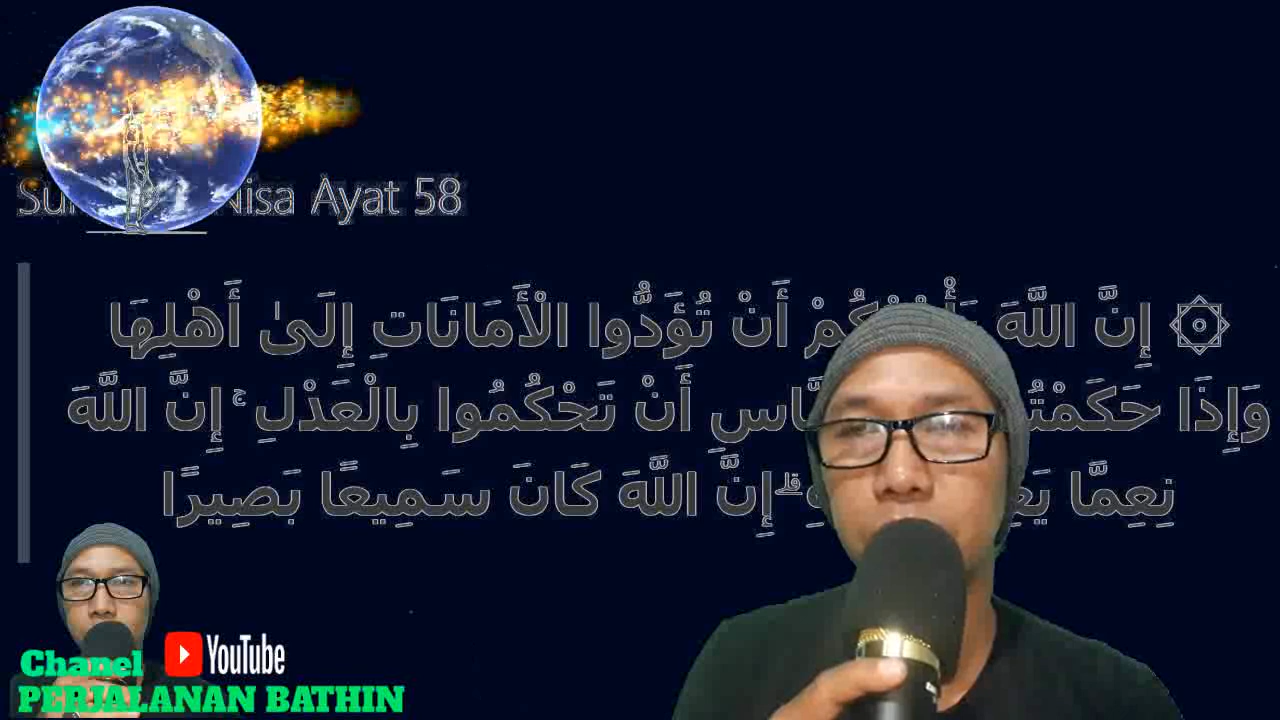 Nisa Ayat 58
۞ إِنَّ اللَّهَ أَنْ تُؤَدُّوا الْأَمَانَاتِ إِلَىٰ أَهْلِهَا
وَإِذَا أَنْ تَحْكُمُوا بِالْعَدْلِ ۚ إِنَّ اللَّهَ
نِعِمَّا ۗ إِنَّ اللَّهَ كَانَ سَمِيعًا بَصِيرًا
Chanel YouTube
PERJALANAN BATHIN